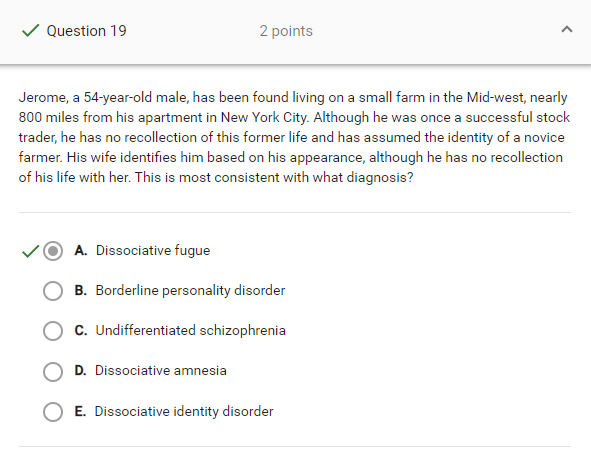 Question 19 2 points
Jerome, a 54-year-old male, has been found living on a small farm in the Mid-west, nearly
800 miles from his apartment in New York City. Although he was once a successful stock
trader, he has no recollection of this former life and has assumed the identity of a novice
farmer. His wife identifies him based on his appearance, although he has no recollection
of his life with her. This is most consistent with what diagnosis?
A. Dissociative fugue
B. Borderline personality disorder
C. Undifferentiated schizophrenia
D. Dissociative amnesia
E. Dissociative identity disorder